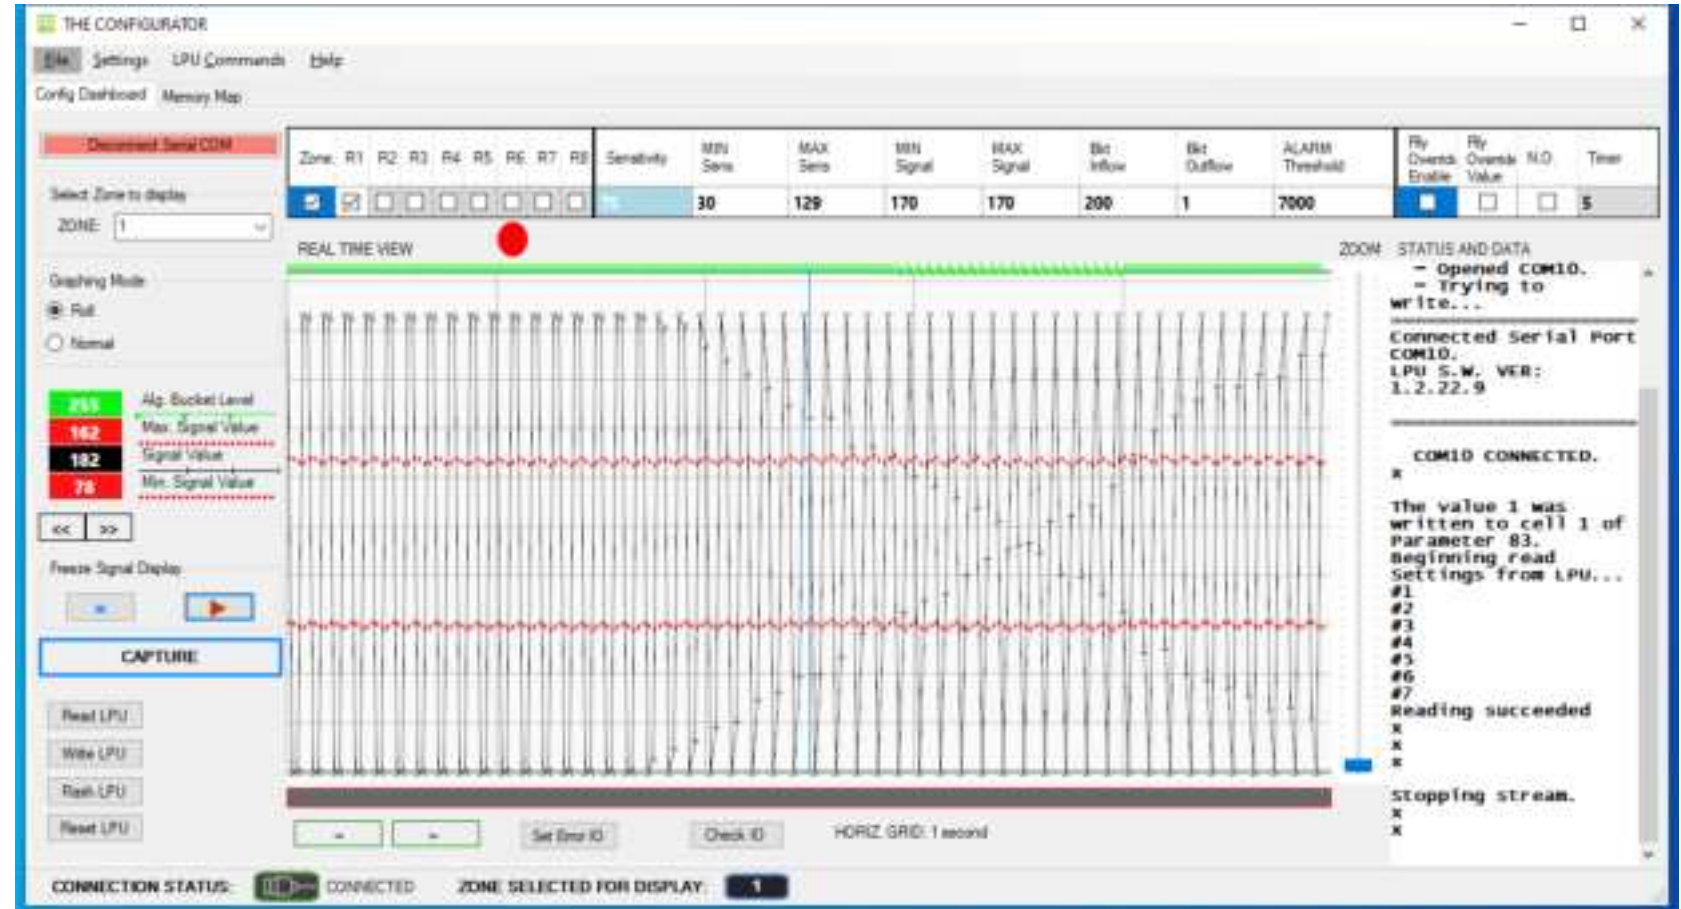 THE CONFIGURATOR
File Settings LPU Commands Help
Config Dashboard Memory Map
Disconnect Serial COM
Select Zone to display
ZONE: 1
Graphing Mode
Roll
Normal
255 Alg. Bucket Level
162 Max. Signal Value
182 Signal Value
78 Min. Signal Value
<< >>
Freeze Signal Display
CAPTURE
Read LPU
Write LPU
Flash LPU
Reset LPU
Zone: R1 R2 R3 R4 R5 R6 R7 R8 Sensitivity MIN Sens MAX Sens MIN Signal MAX Signal Bkt Inflow Bkt Outflow ALARM Threshold Rly Override Enable Rly Override Value N.O. Timer
30 129 170 170 200 1 7000 5
REAL TIME VIEW
ZOOM
STATUS AND DATA
- Opened COM10.
- Trying to
write...
Connected Serial Port
COM10.
LPU S.W. VER:
1.2.22.9
COM10 CONNECTED.
x
The value 1 was
written to cell 1 of
Parameter 83.
Beginning read
Settings from LPU...
#1
#2
#3
#4
#5
#6
#7
Reading succeeded
x
x
x
Stopping stream.
x
x
Set Error IO
Check IO
HORIZ. GRID: 1 second
CONNECTION STATUS: CONNECTED
ZONE SELECTED FOR DISPLAY: 1